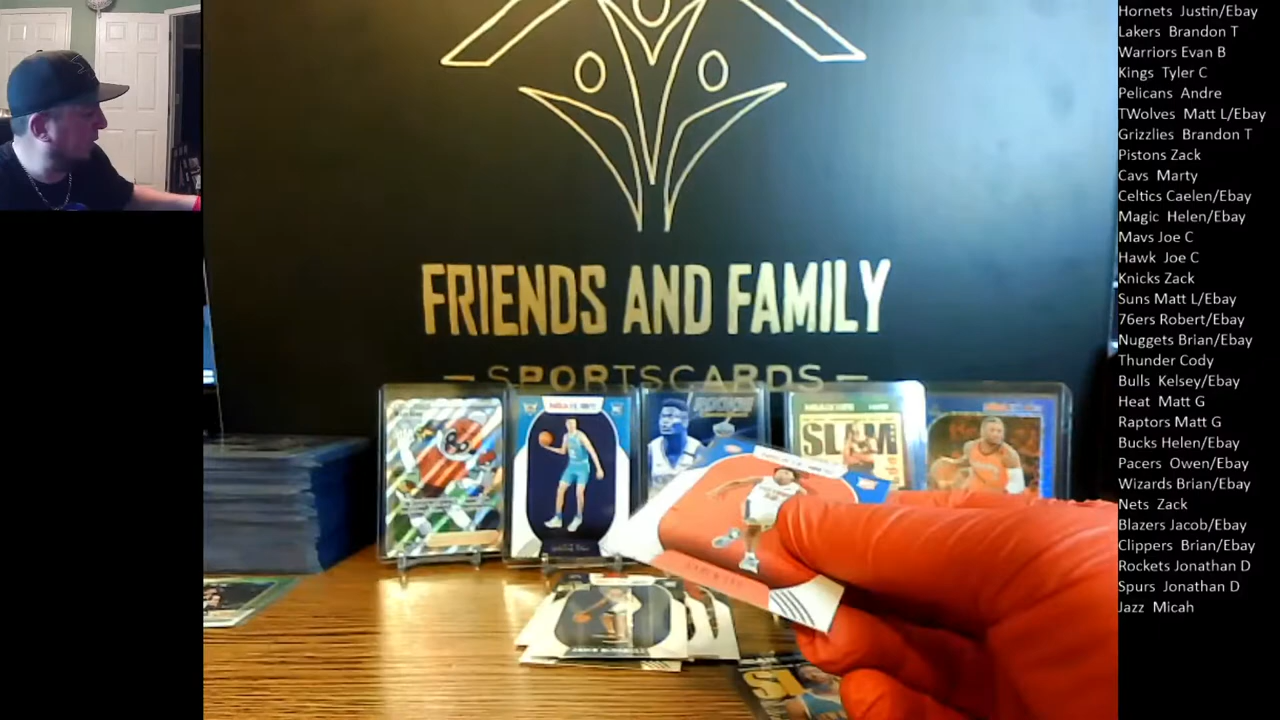 FRIENDS AND FAMILY
SPORTSCARDS
ROOKIE
SLAM
Hornets Justin/Ebay
Lakers Brandon T
Warriors Evan B
Kings Tyler C
Pelicans Andre
TWolves Matt L/Ebay
Grizzlies Brandon T
Pistons Zack
Cavs Marty
Celtics Caelen/Ebay
Magic Helen/Ebay
Mavs Joe C
Hawk Joe C
Knicks Zack
Suns Matt L/Ebay
76ers Robert/Ebay
Nuggets Brian/Ebay
Thunder Cody
Bulls Kelsey/Ebay
Heat Matt G
Raptors Matt G
Bucks Helen/Ebay
Pacers Owen/Ebay
Wizards Brian/Ebay
Nets Zack
Blazers Jacob/Ebay
Clippers Brian/Ebay
Rockets Jonathan D
Spurs Jonathan D
Jazz Micah